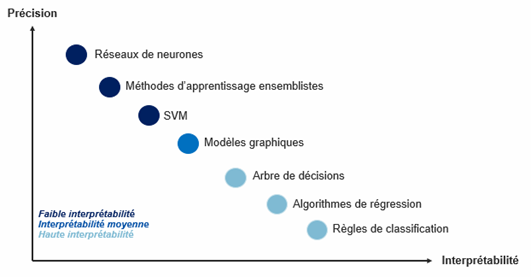 Précision
Réseaux de neurones
Méthodes d'apprentissage ensemblistes
SVM
Modèles graphiques
Arbre de décisions
Algorithmes de régression
Règles de classification
Faible interprétabilité
Interprétabilité moyenne
Haute interprétabilité
Interprétabilité